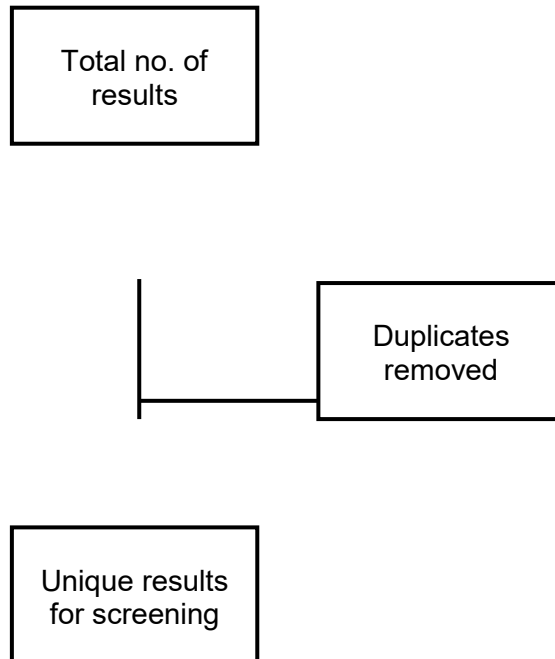 Total no. of
results
Duplicates
removed
Unique results
for screening